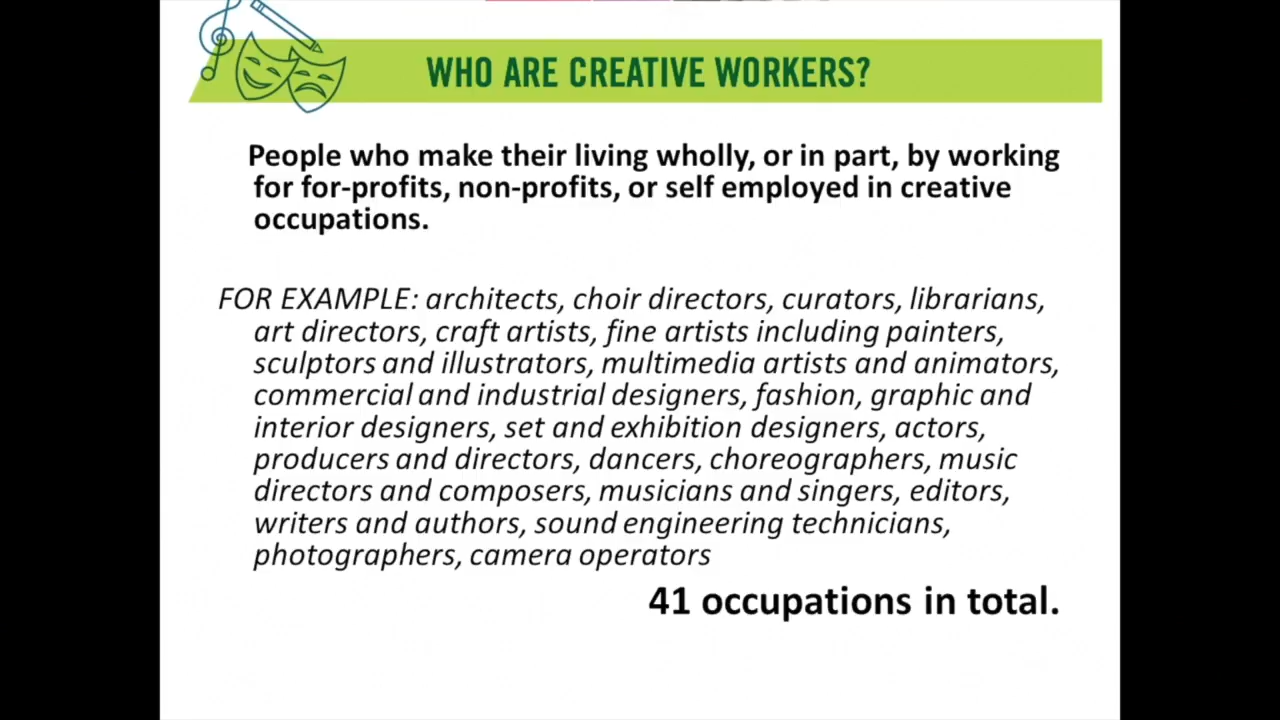 WHO ARE CREATIVE WORKERS?
People who make their living wholly, or in part, by working
for for-profits, non-profits, or self employed in creative
occupations.
FOR EXAMPLE: architects, choir directors, curators, librarians,
art directors, craft artists, fine artists including painters,
sculptors and illustrators, multimedia artists and animators,
commercial and industrial designers, fashion, graphic and
interior designers, set and exhibition designers, actors,
producers and directors, dancers, choreographers, music
directors and composers, musicians and singers, editors,
writers and authors, sound engineering technicians,
photographers, camera operators
41 occupations in total.